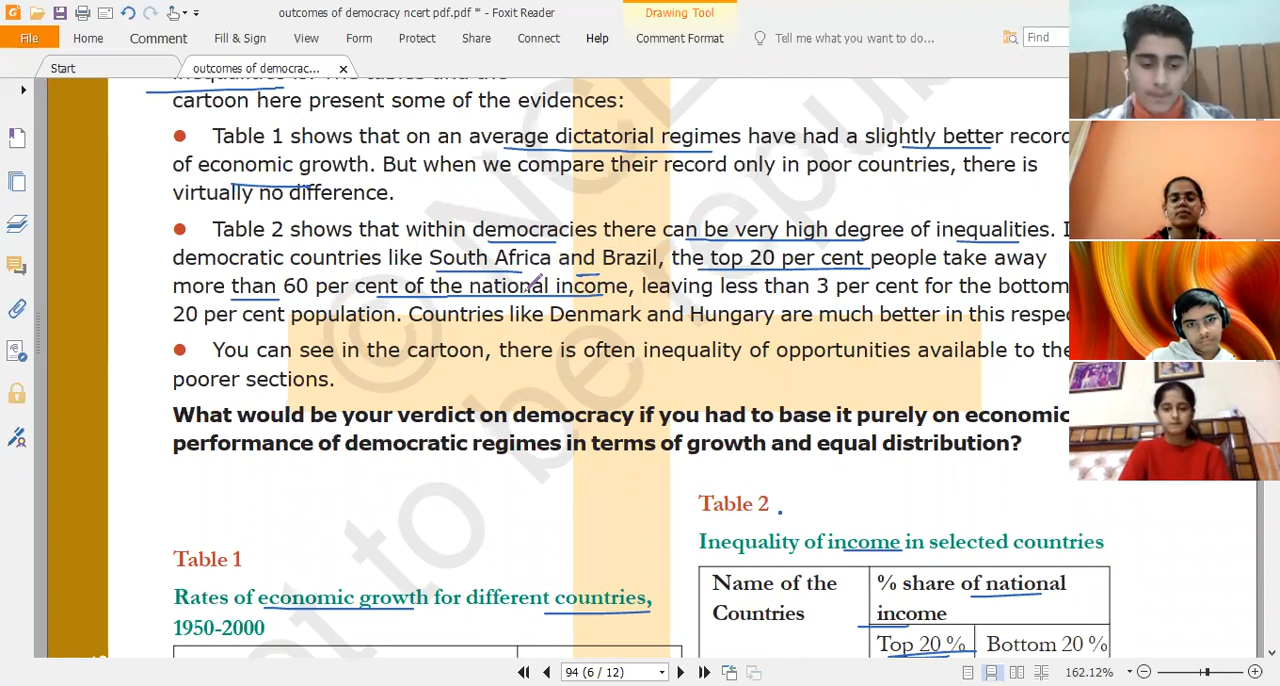 outcomes of democracy ncert pdf.pdf * - Foxit Reader
Drawing Tool
File Home Comment Fill & Sign View Form Protect Share Connect Help Comment Format Tell me what you want to do... Find
Start outcomes of democrac...
inequalities
cartoon here present some of the evidences:
● Table 1 shows that on an average dictatorial regimes have had a slightly better record
of economic growth. But when we compare their record only in poor countries, there is
virtually no difference.
● Table 2 shows that within democracies there can be very high degree of inequalities.
democratic countries like South Africa and Brazil, the top 20 per cent people take away
more than 60 per cent of the national income, leaving less than 3 per cent for the bottom
20 per cent population. Countries like Denmark and Hungary are much better in this respec
● You can see in the cartoon, there is often inequality of opportunities available to the
poorer sections.
What would be your verdict on democracy if you had to base it purely on economic
performance of democratic regimes in terms of growth and equal distribution?
Table 2
Inequality of income in selected countries
Name of the
Countries
% share of national
income
Top 20 % Bottom 20 %
Table 1
Rates of economic growth for different countries,
1950-2000
94 (6 / 12)
162.12%